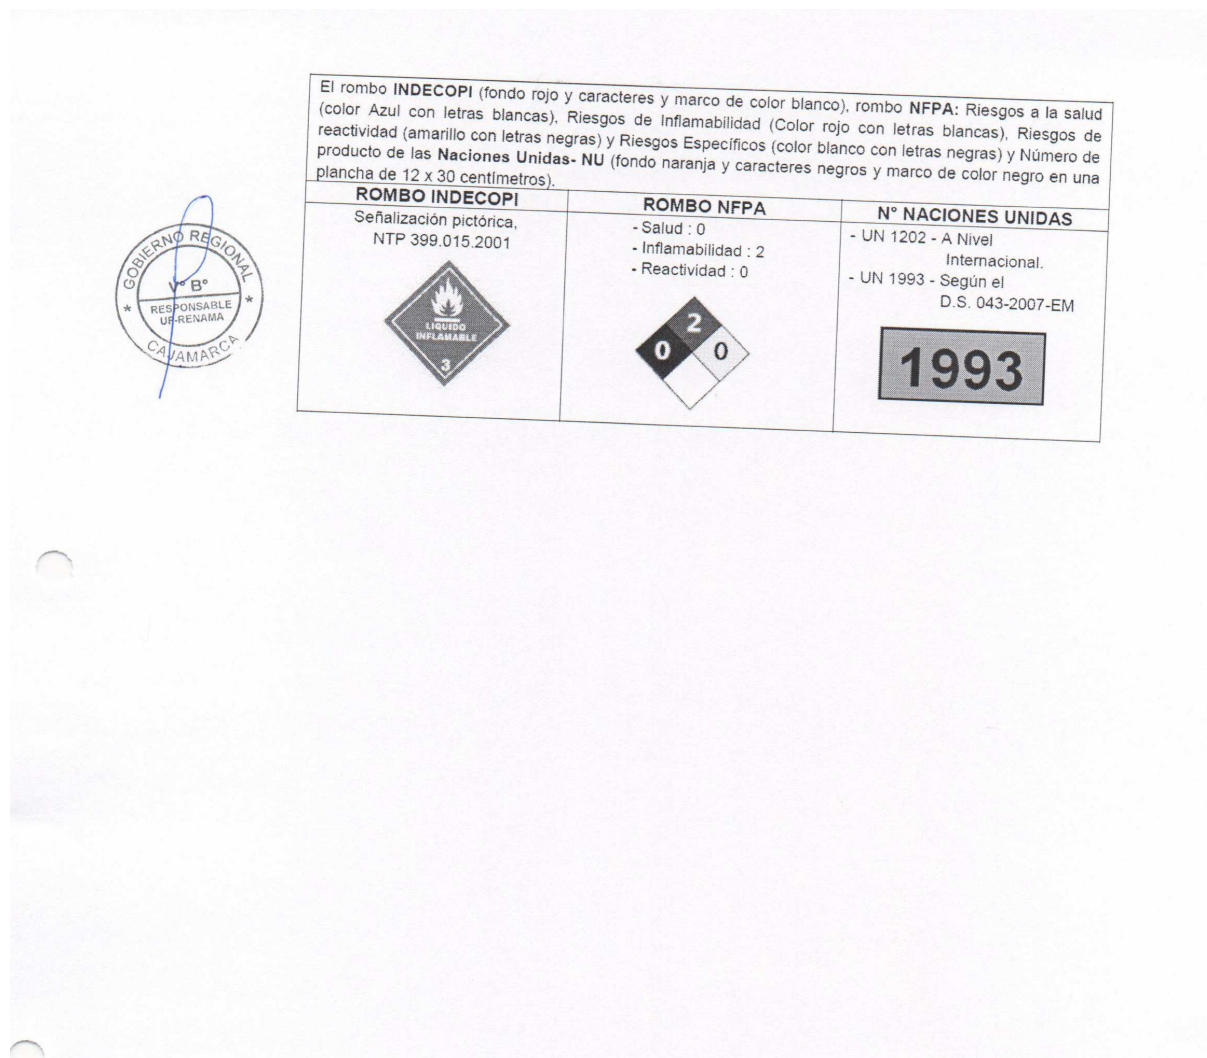 El rombo INDECOPI (fondo rojo y caracteres y marco de color blanco), rombo NFPA: Riesgos a la salud
(color Azul con letras blancas), Riesgos de Inflamabilidad (Color rojo con letras blancas), Riesgos de
reactividad (amarillo con letras negras) y Riesgos Específicos (color blanco con letras negras) y Número de
producto de las Naciones Unidas- NU (fondo naranja y caracteres negros y marco de color negro en una
plancha de 12 x 30 centímetros).
ROMBO INDECOPI
Señalización pictórica,
NTP 399.015.2001
LIQUIDO
INFLAMABLE
3
ROMBO NFPA
- Salud : 0
- Inflamabilidad : 2
- Reactividad : 0
2
0 0
N° NACIONES UNIDAS
- UN 1202 - A Nivel
Internacional.
- UN 1993 - Según el
D.S. 043-2007-EM
1993
GOBIERNO REGIONAL
V° B°
RESPONSABLE
UF-RENAMA
* CAJAMARCA *